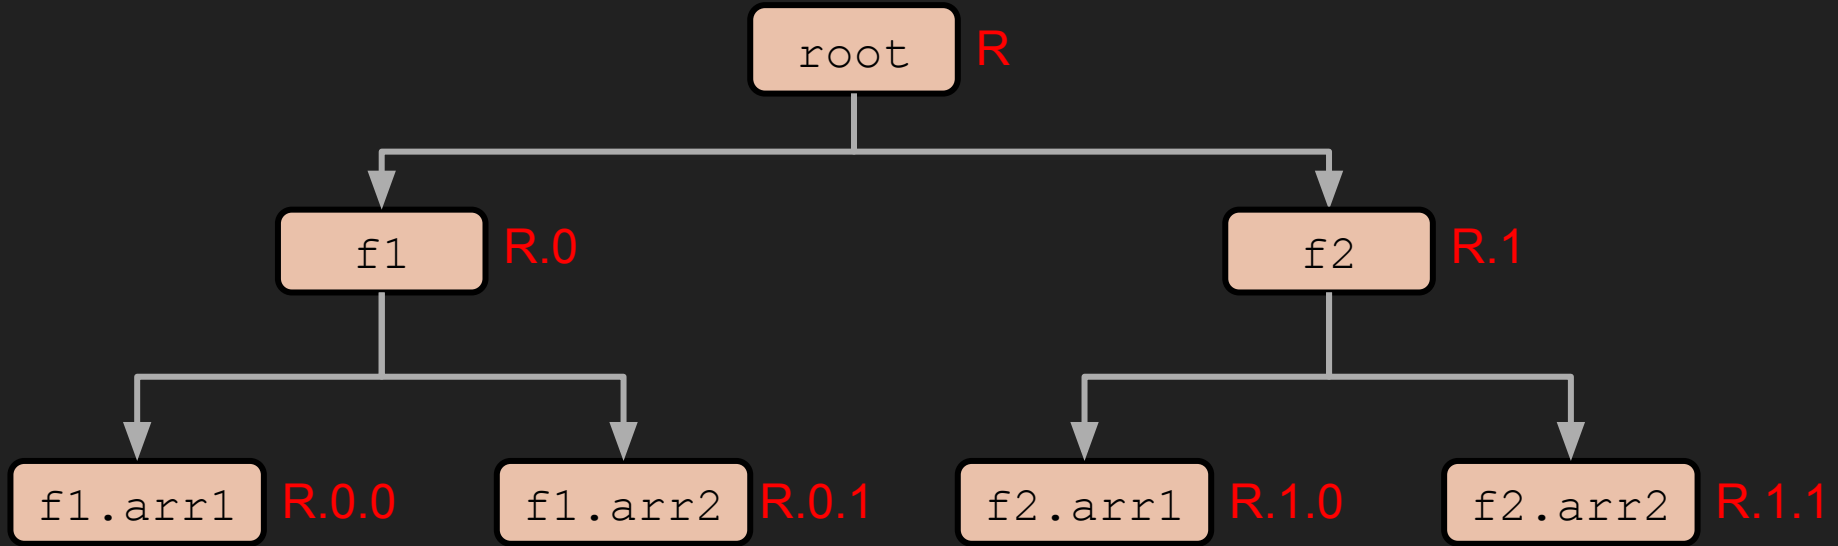 root R
f1 R.0
f2 R.1
f1.arr1 R.0.0
f1.arr2 R.0.1
f2.arr1 R.1.0
f2.arr2 R.1.1